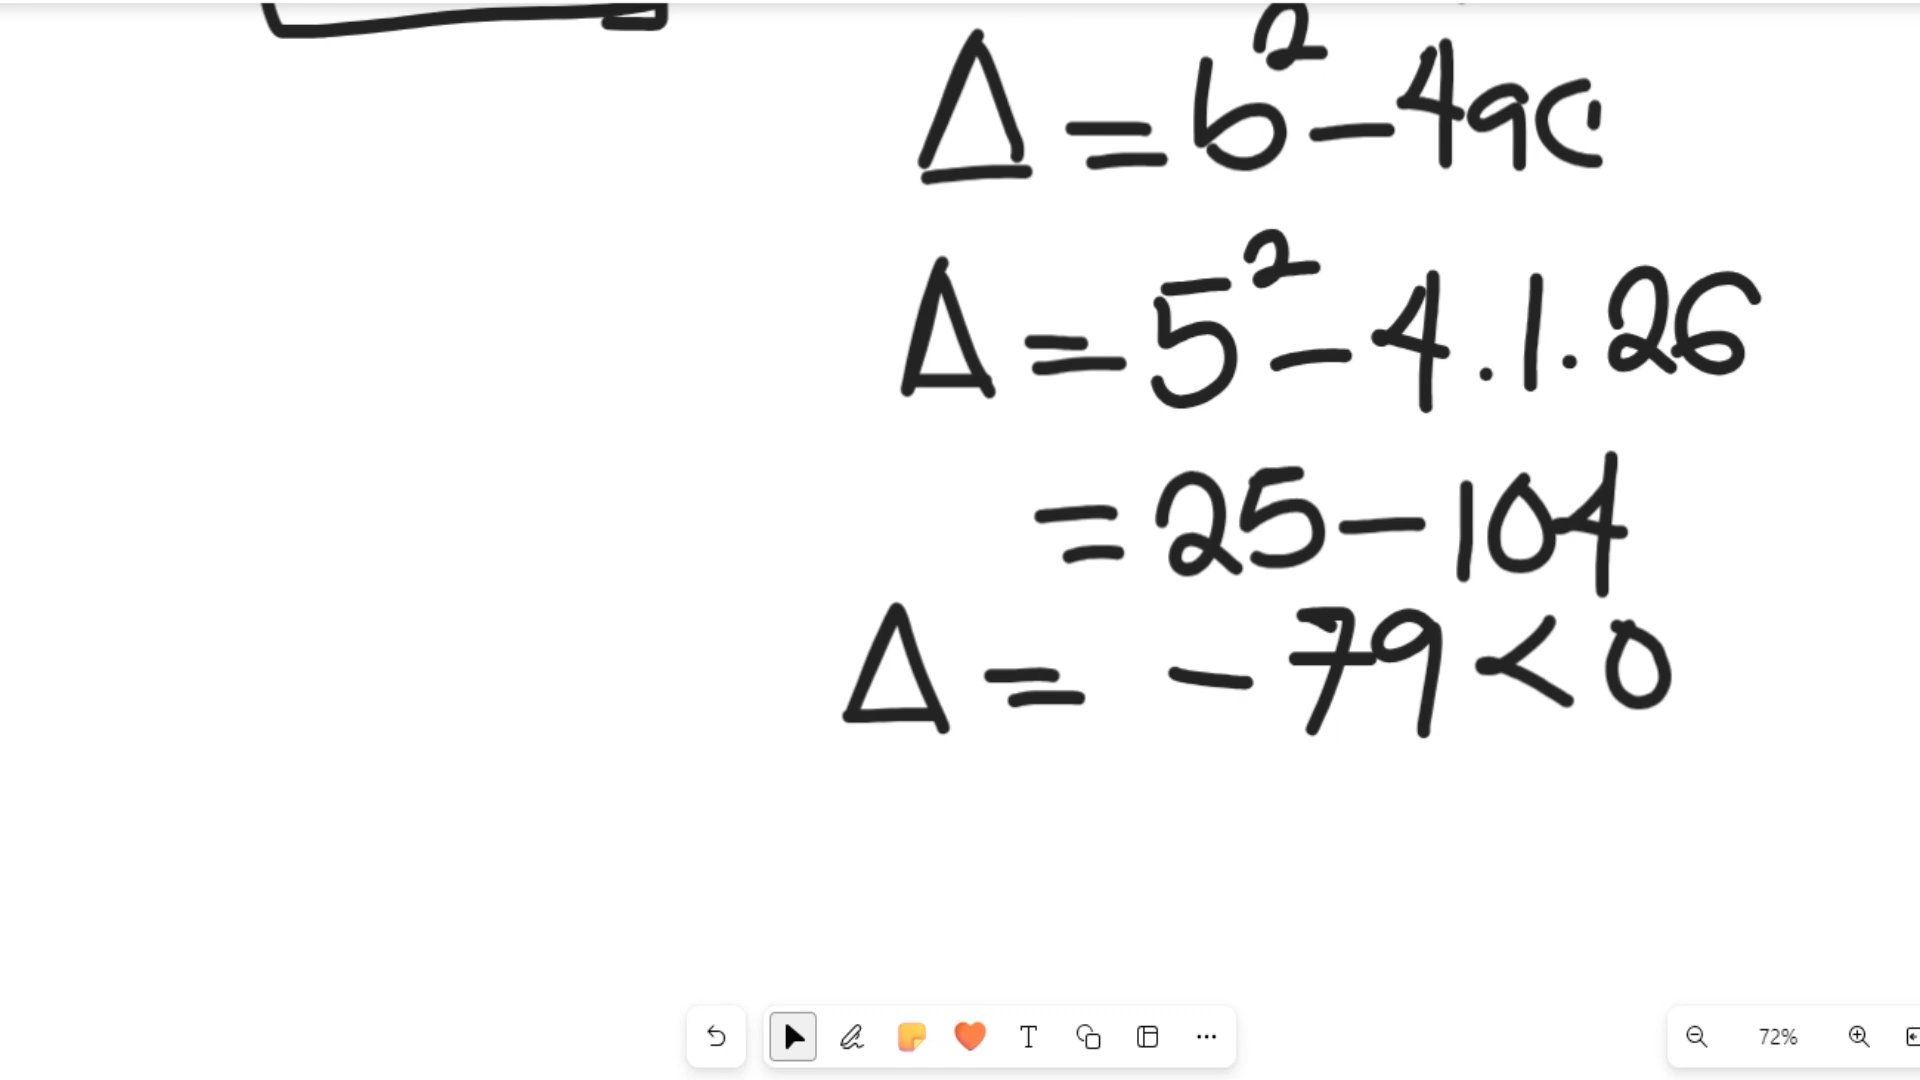 Δ = b² - 4ac
Δ = 5² - 4 . 1 . 26
= 25 - 104
Δ = - 79 < 0
T
72%